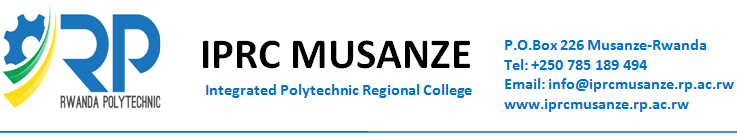 RP
RWANDA POLYTECHNIC
IPRC MUSANZE
Integrated Polytechnic Regional College
P.O.Box 226 Musanze-Rwanda
Tel: +250 785 189 494
Email: info@iprcmusanze.rp.ac.rw
www.iprcmusanze.rp.ac.rw